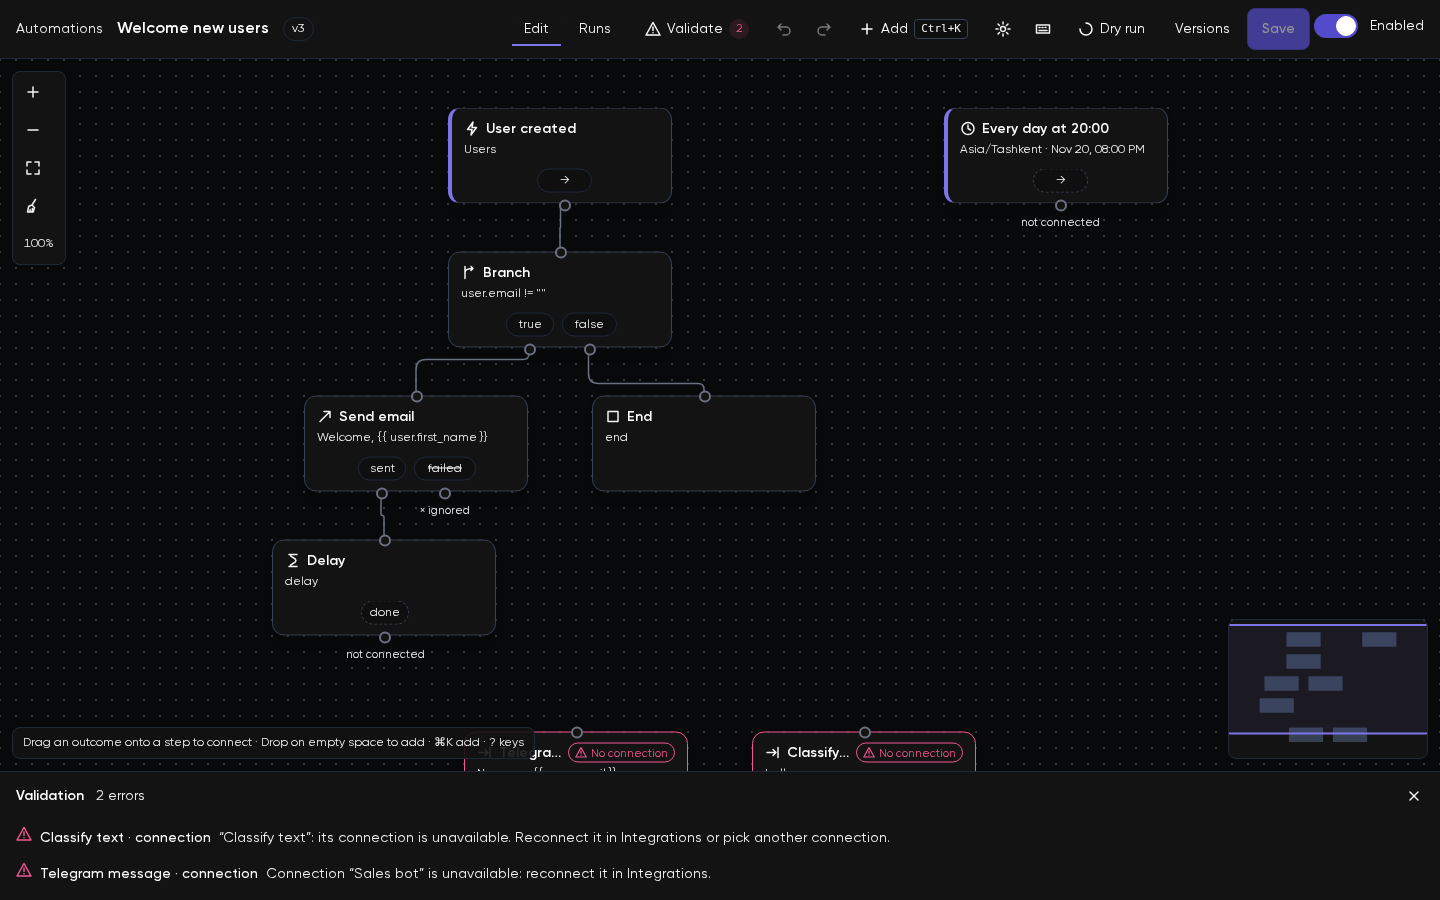 Automations Welcome new users v3 Edit Runs Validate 2 Add Ctrl+K Dry run Versions Save Enabled
100%
User created
Users
→
Every day at 20:00
Asia/Tashkent · Nov 20, 08:00 PM
→
not connected
Branch
user.email != ""
true false
Send email
Welcome, {{ user.first_name }}
sent failed
× ignored
End
end
Delay
delay
done
not connected
Drag an outcome onto a step to connect · Drop on empty space to add · ⌘K add · ? keys
No connection
Classify... No connection
Validation 2 errors
Classify text · connection “Classify text”: its connection is unavailable. Reconnect it in Integrations or pick another connection.
Telegram message · connection Connection “Sales bot” is unavailable: reconnect it in Integrations.